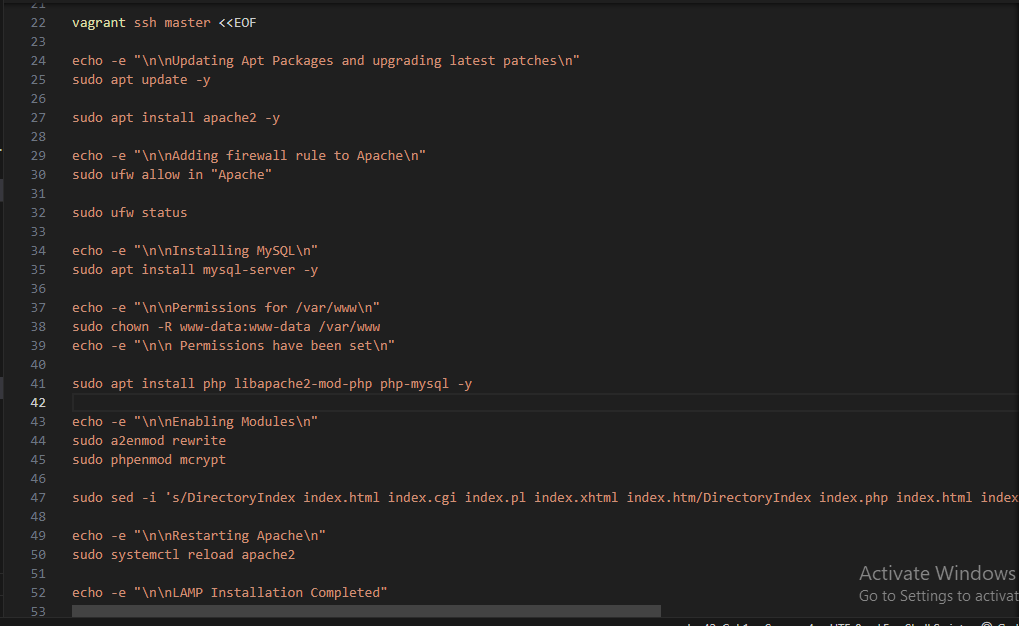 21
22 vagrant ssh master <<EOF
23
24 echo -e "\n\nUpdating Apt Packages and upgrading latest patches\n"
25 sudo apt update -y
26
27 sudo apt install apache2 -y
28
29 echo -e "\n\nAdding firewall rule to Apache\n"
30 sudo ufw allow in "Apache"
31
32 sudo ufw status
33
34 echo -e "\n\nInstalling MySQL\n"
35 sudo apt install mysql-server -y
36
37 echo -e "\n\nPermissions for /var/www\n"
38 sudo chown -R www-data:www-data /var/www
39 echo -e "\n\n Permissions have been set\n"
40
41 sudo apt install php libapache2-mod-php php-mysql -y
42
43 echo -e "\n\nEnabling Modules\n"
44 sudo a2enmod rewrite
45 sudo phpenmod mcrypt
46
47 sudo sed -i 's/DirectoryIndex index.html index.cgi index.pl index.xhtml index.htm/DirectoryIndex index.php index.html index
48
49 echo -e "\n\nRestarting Apache\n"
50 sudo systemctl reload apache2
51
52 echo -e "\n\nLAMP Installation Completed"
53
Activate Windows
Go to Settings to activat